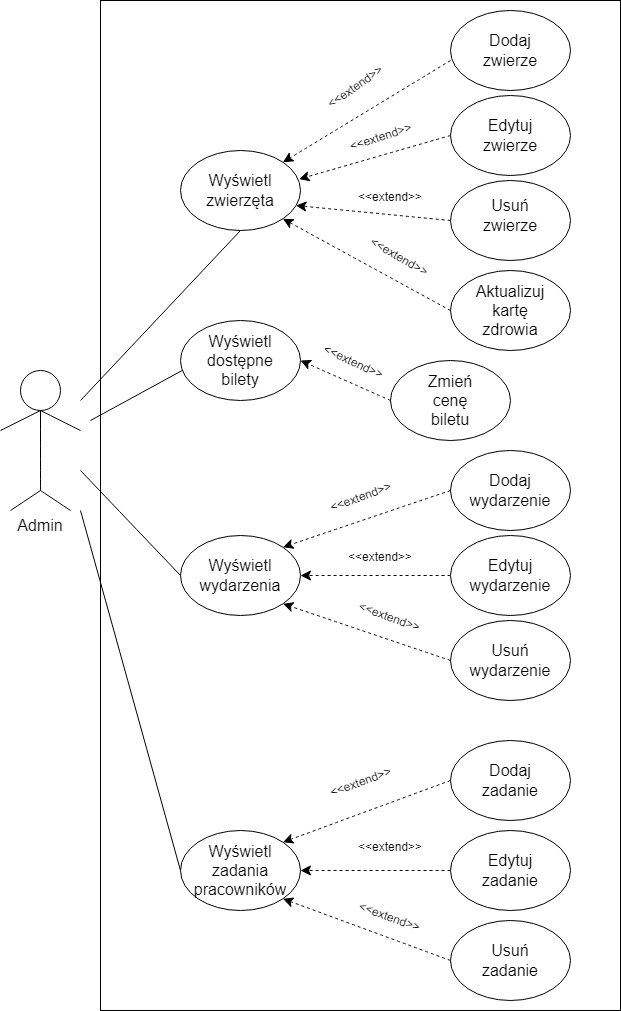 Dodaj
zwierze
<<extend>>
Edytuj
zwierze
<<extend>>
Wyświetl
zwierzęta
<<extend>>
Usuń
zwierze
<<extend>>
Aktualizuj
kartę
zdrowia
Wyświetl
dostępne
bilety
<<extend>>
Zmień
cenę
biletu
Admin
Dodaj
wydarzenie
<<extend>>
Wyświetl
wydarzenia
<<extend>>
Edytuj
wydarzenie
<<extend>>
Usuń
wydarzenie
Dodaj
zadanie
<<extend>>
Wyświetl
zadania
pracowników
<<extend>>
Edytuj
zadanie
<<extend>>
Usuń
zadanie